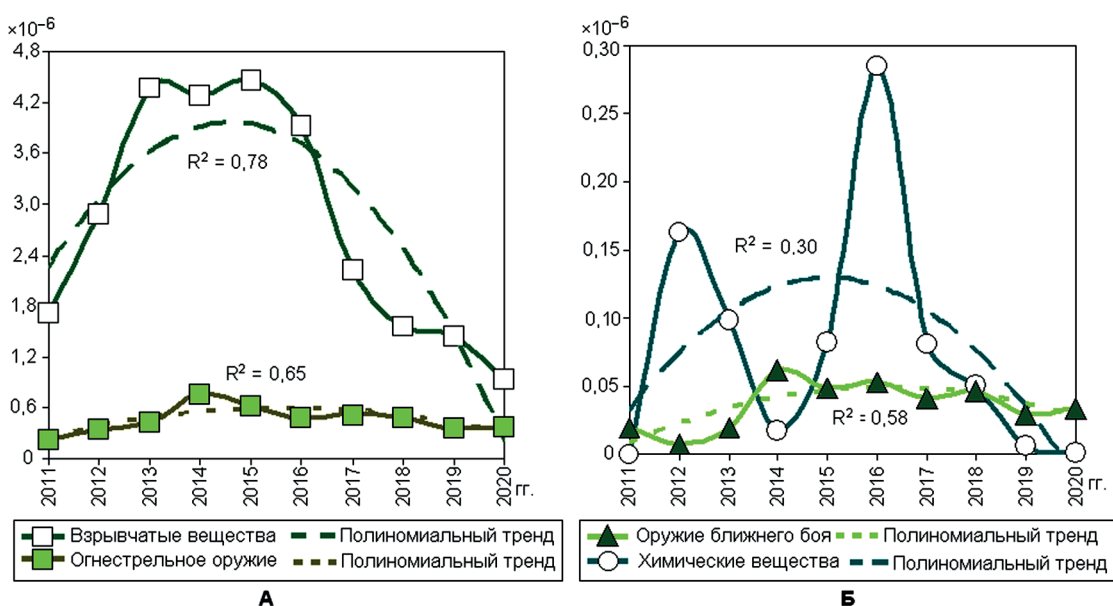 ×10⁻⁶
4,8
4,2
3,6
3,0
2,4
1,8
1,2
0,6
0
R² = 0,78
R² = 0,65
2011 2012 2013 2014 2015 2016 2017 2018 2019 2020 гг.
Взрывчатые вещества Полиномиальный тренд
Огнестрельное оружие Полиномиальный тренд
А
×10⁻⁶
0,30
0,25
0,20
0,15
0,10
0,05
0
R² = 0,30
R² = 0,58
2011 2012 2013 2014 2015 2016 2017 2018 2019 2020 гг.
Оружие ближнего боя Полиномиальный тренд
Химические вещества Полиномиальный тренд
Б